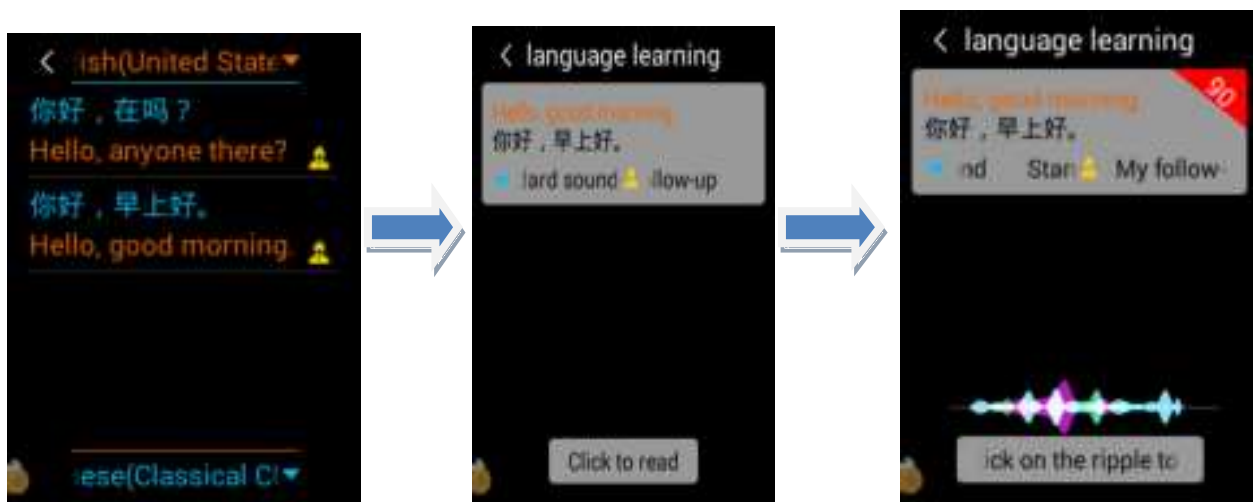 ish(United State
你好，在吗？
Hello, anyone there?
你好，早上好。
Hello, good morning.
ese(Classical C
language learning
Hello, good morning.
你好，早上好。
dard sound llow-up
Click to read
language learning
90
Hello, good morning.
你好，早上好。
nd Stan My follow-
ick on the ripple to